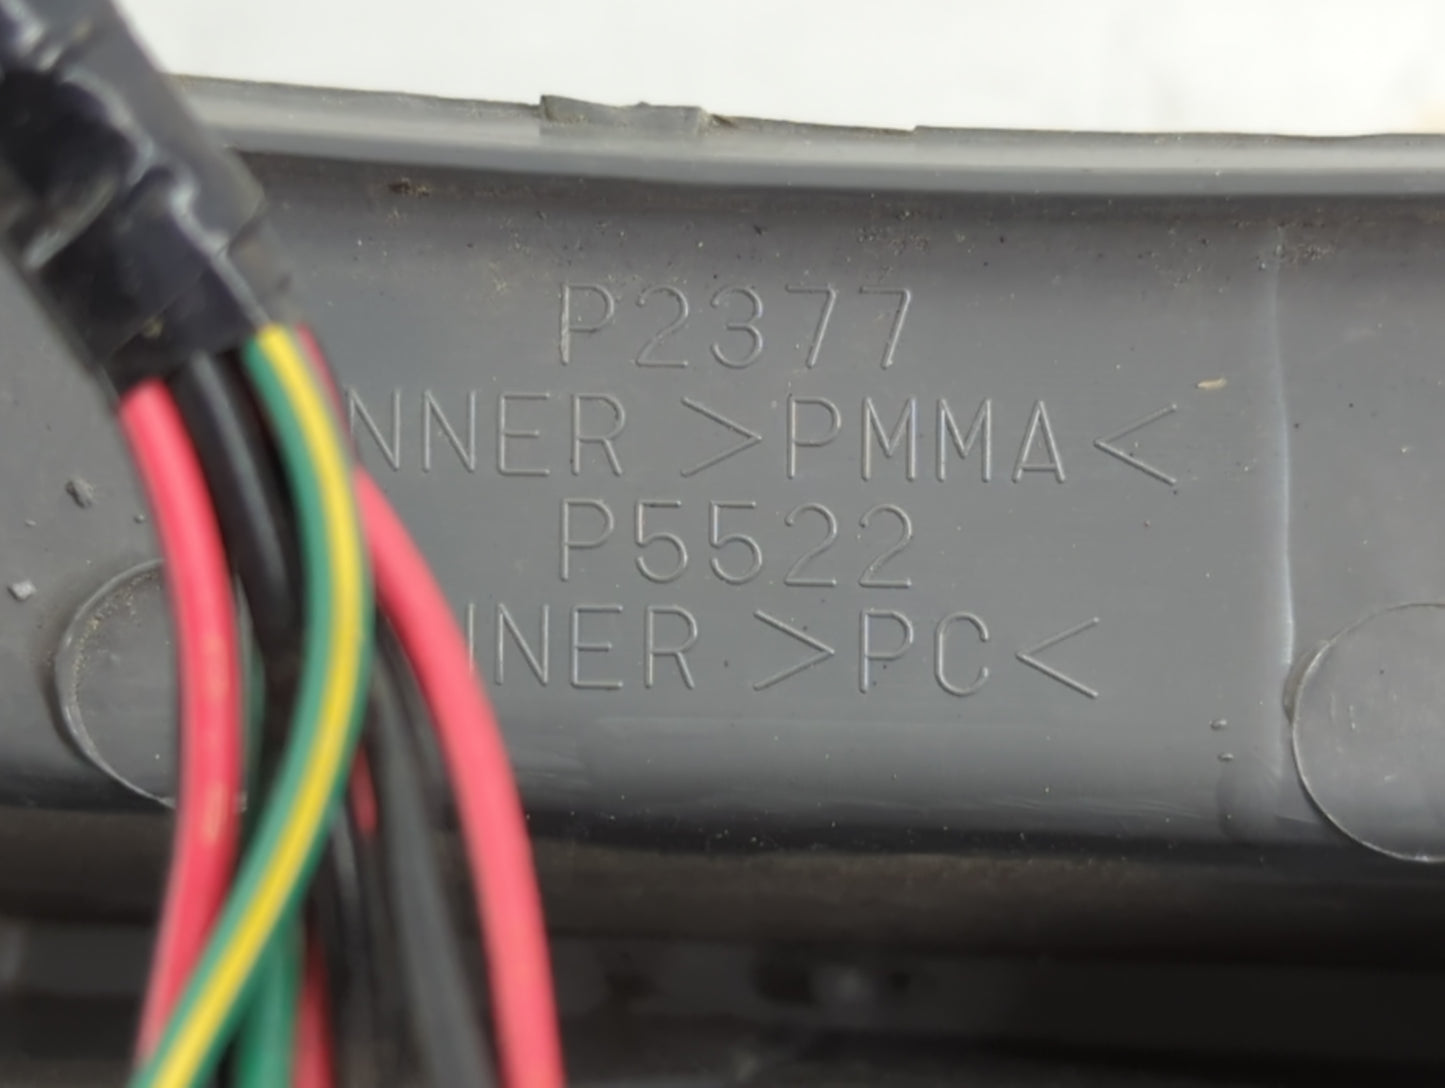 P2377
NNER >PMMA<
P5522
NER >PC<